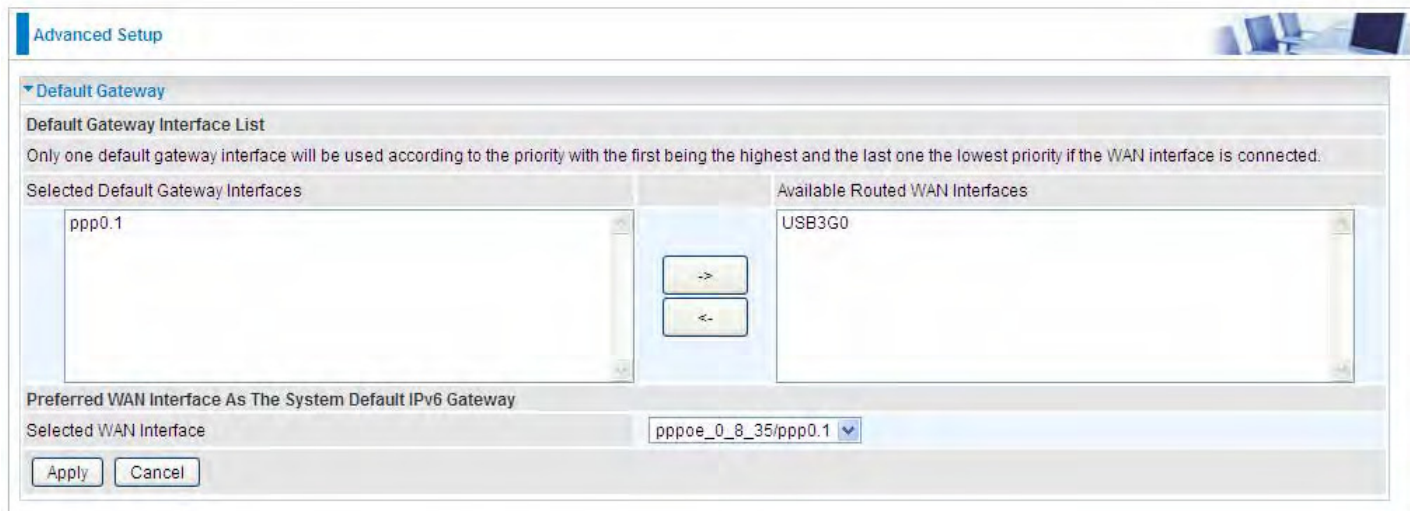 Advanced Setup
Default Gateway
Default Gateway Interface List
Only one default gateway interface will be used according to the priority with the first being the highest and the last one the lowest priority if the WAN interface is connected.
Selected Default Gateway Interfaces
Available Routed WAN Interfaces
ppp0.1
USB3G0
->
<-
Preferred WAN Interface As The System Default IPv6 Gateway
Selected WAN Interface
pppoe_0_8_35/ppp0.1
Apply
Cancel